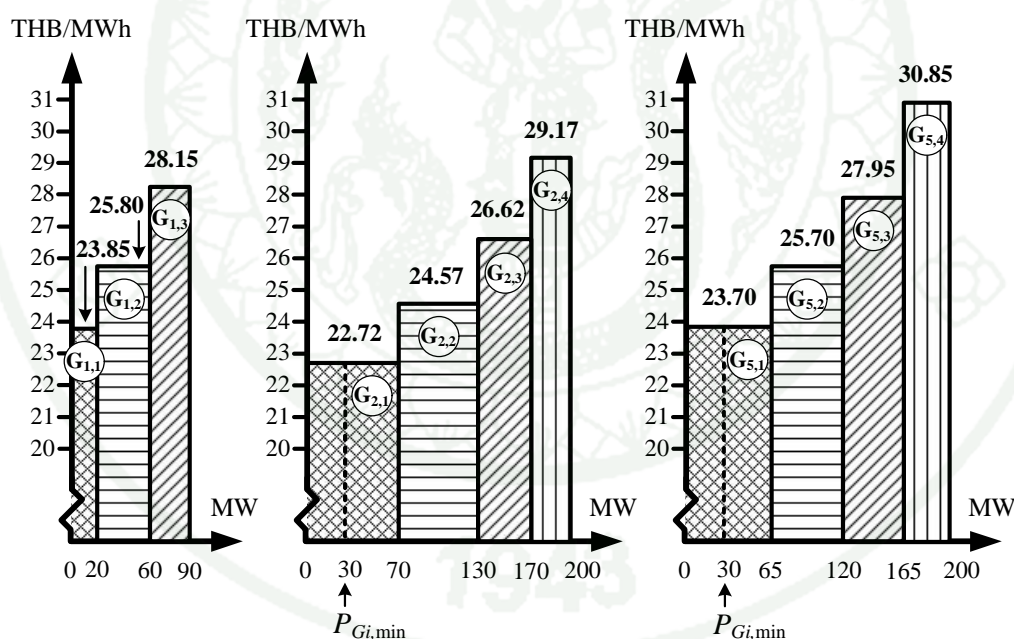 THB/MWh
31
30
29
28
27
26
25
24
23
22
21
20
23.85
25.80
28.15
G1,1
G1,2
G1,3
MW
0 20 60 90
THB/MWh
31
30
29
28
27
26
25
24
23
22
21
20
22.72
24.57
26.62
29.17
G2,1
G2,2
G2,3
G2,4
MW
0 30 70 130 170 200
PGi,min
THB/MWh
31
30
29
28
27
26
25
24
23
22
21
20
23.70
25.70
27.95
30.85
G5,1
G5,2
G5,3
G5,4
MW
0 30 65 120 165 200
PGi,min
1943